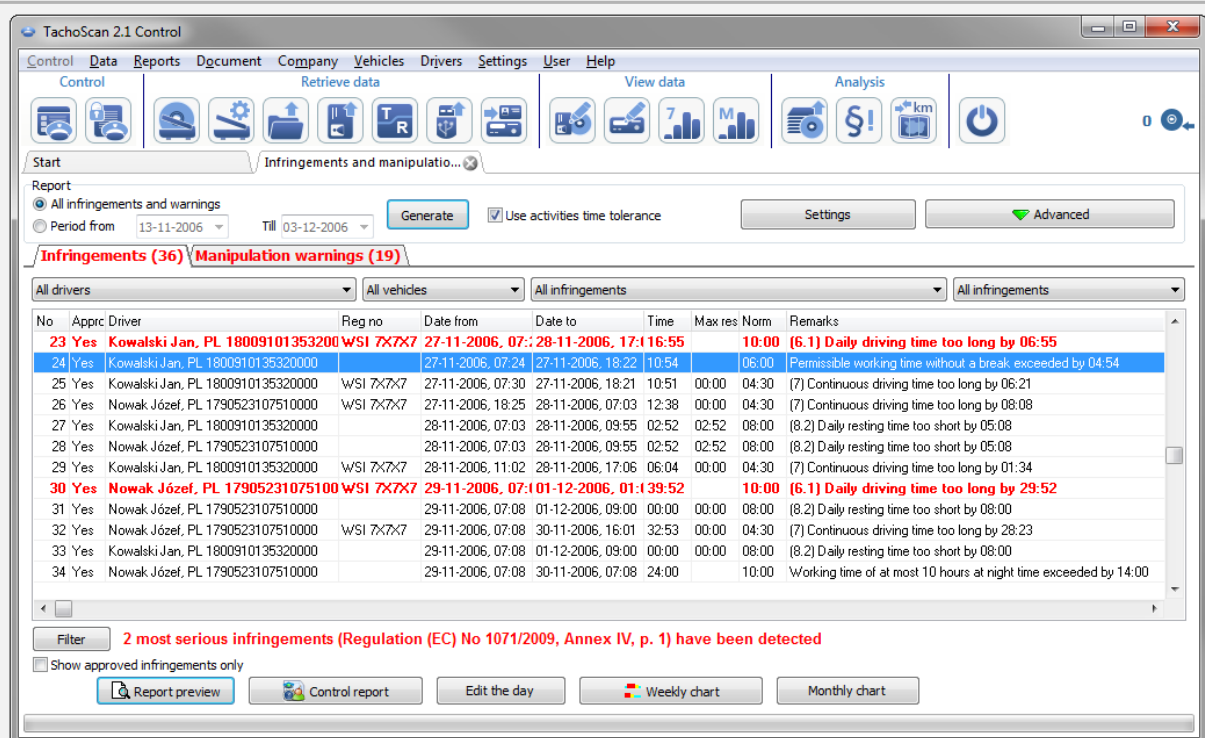 TachoScan 2.1 Control
Control Data Reports Document Company Vehicles Drivers Settings User Help
Control Retrieve data View data Analysis
T R 7 M §! km 0
Start Infringements and manipulatio...
Report
All infringements and warnings
Period from 13-11-2006 Till 03-12-2006 Generate Use activities time tolerance Settings Advanced
Infringements (36) Manipulation warnings (19)
All drivers All vehicles All infringements All infringements
No Apprc Driver Reg no Date from Date to Time Max res Norm Remarks
23 Yes Kowalski Jan, PL 18009101353200 WSI 7X7X7 27-11-2006, 07: 28-11-2006, 17:( 16:55 10:00 (6.1) Daily driving time too long by 06:55
24 Yes Kowalski Jan, PL 1800910135320000 27-11-2006, 07:24 27-11-2006, 18:22 10:54 06:00 Permissible working time without a break exceeded by 04:54
25 Yes Kowalski Jan, PL 1800910135320000 WSI 7X7X7 27-11-2006, 07:30 27-11-2006, 18:21 10:51 00:00 04:30 (7) Continuous driving time too long by 06:21
26 Yes Nowak Józef, PL 1790523107510000 WSI 7X7X7 27-11-2006, 18:25 28-11-2006, 07:03 12:38 00:00 04:30 (7) Continuous driving time too long by 08:08
27 Yes Kowalski Jan, PL 1800910135320000 28-11-2006, 07:03 28-11-2006, 09:55 02:52 02:52 08:00 (8.2) Daily resting time too short by 05:08
28 Yes Nowak Józef, PL 1790523107510000 28-11-2006, 07:03 28-11-2006, 09:55 02:52 02:52 08:00 (8.2) Daily resting time too short by 05:08
29 Yes Kowalski Jan, PL 1800910135320000 WSI 7X7X7 28-11-2006, 11:02 28-11-2006, 17:06 06:04 00:00 04:30 (7) Continuous driving time too long by 01:34
30 Yes Nowak Józef, PL 17905231075100 WSI 7X7X7 29-11-2006, 07:( 01-12-2006, 01:( 39:52 10:00 (6.1) Daily driving time too long by 29:52
31 Yes Nowak Józef, PL 1790523107510000 29-11-2006, 07:08 01-12-2006, 09:00 00:00 00:00 08:00 (8.2) Daily resting time too short by 08:00
32 Yes Nowak Józef, PL 1790523107510000 WSI 7X7X7 29-11-2006, 07:08 30-11-2006, 16:01 32:53 00:00 04:30 (7) Continuous driving time too long by 28:23
33 Yes Kowalski Jan, PL 1800910135320000 29-11-2006, 07:08 01-12-2006, 09:00 00:00 00:00 08:00 (8.2) Daily resting time too short by 08:00
34 Yes Nowak Józef, PL 1790523107510000 29-11-2006, 07:08 30-11-2006, 07:08 24:00 10:00 Working time of at most 10 hours at night time exceeded by 14:00
Filter 2 most serious infringements (Regulation (EC) No 1071/2009, Annex IV, p. 1) have been detected
Show approved infringements only
Report preview Control report Edit the day Weekly chart Monthly chart